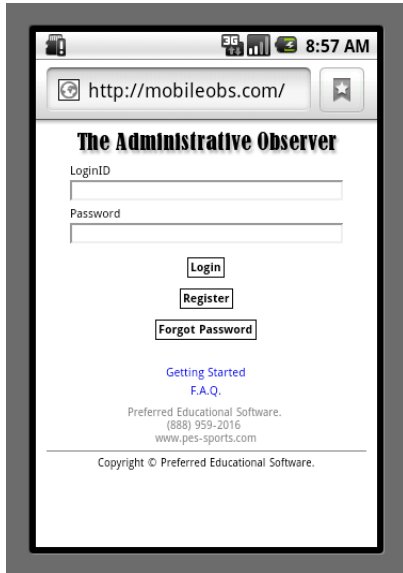 3G 8:57 AM
http://mobileobs.com/
The Administrative Observer
LoginID
Password
Login
Register
Forgot Password
Getting Started
F.A.Q.
Preferred Educational Software.
(888) 959-2016
www.pes-sports.com
Copyright © Preferred Educational Software.